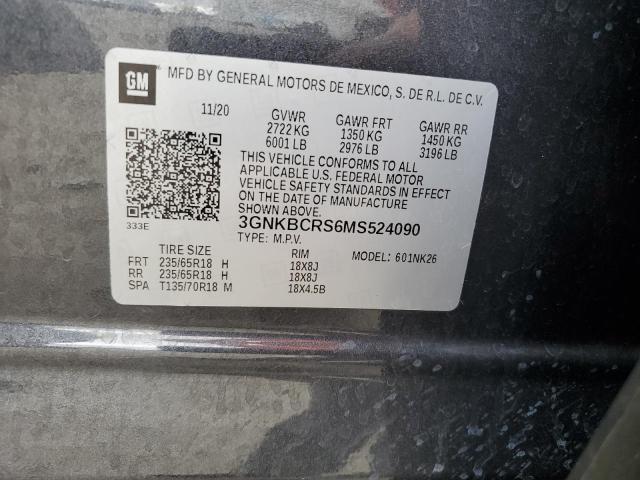 GM
MFD BY GENERAL MOTORS DE MEXICO, S. DE R.L. DE C.V.
11/20 GVWR GAWR FRT GAWR RR
2722 KG 1350 KG 1450 KG
6001 LB 2976 LB 3196 LB
THIS VEHICLE CONFORMS TO ALL
APPLICABLE U.S. FEDERAL MOTOR
VEHICLE SAFETY STANDARDS IN EFFECT
ON THE DATE OF MANUFACTURE
SHOWN ABOVE.
333E 3GNKBCRS6MS524090
TYPE: M.P.V.
TIRE SIZE RIM MODEL: 601NK26
FRT 235/65R18 H 18X8J
RR 235/65R18 H 18X8J
SPA T135/70R18 M 18X4.5B